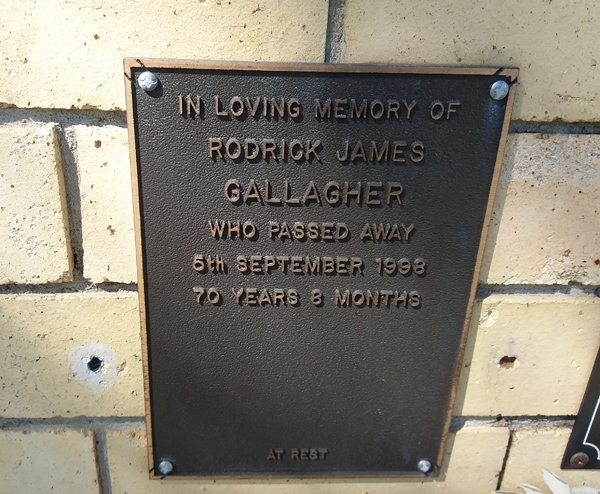 IN LOVING MEMORY OF
RODRICK JAMES
GALLAGHER
WHO PASSED AWAY
5th SEPTEMBER 1998
70 YEARS 8 MONTHS
AT REST